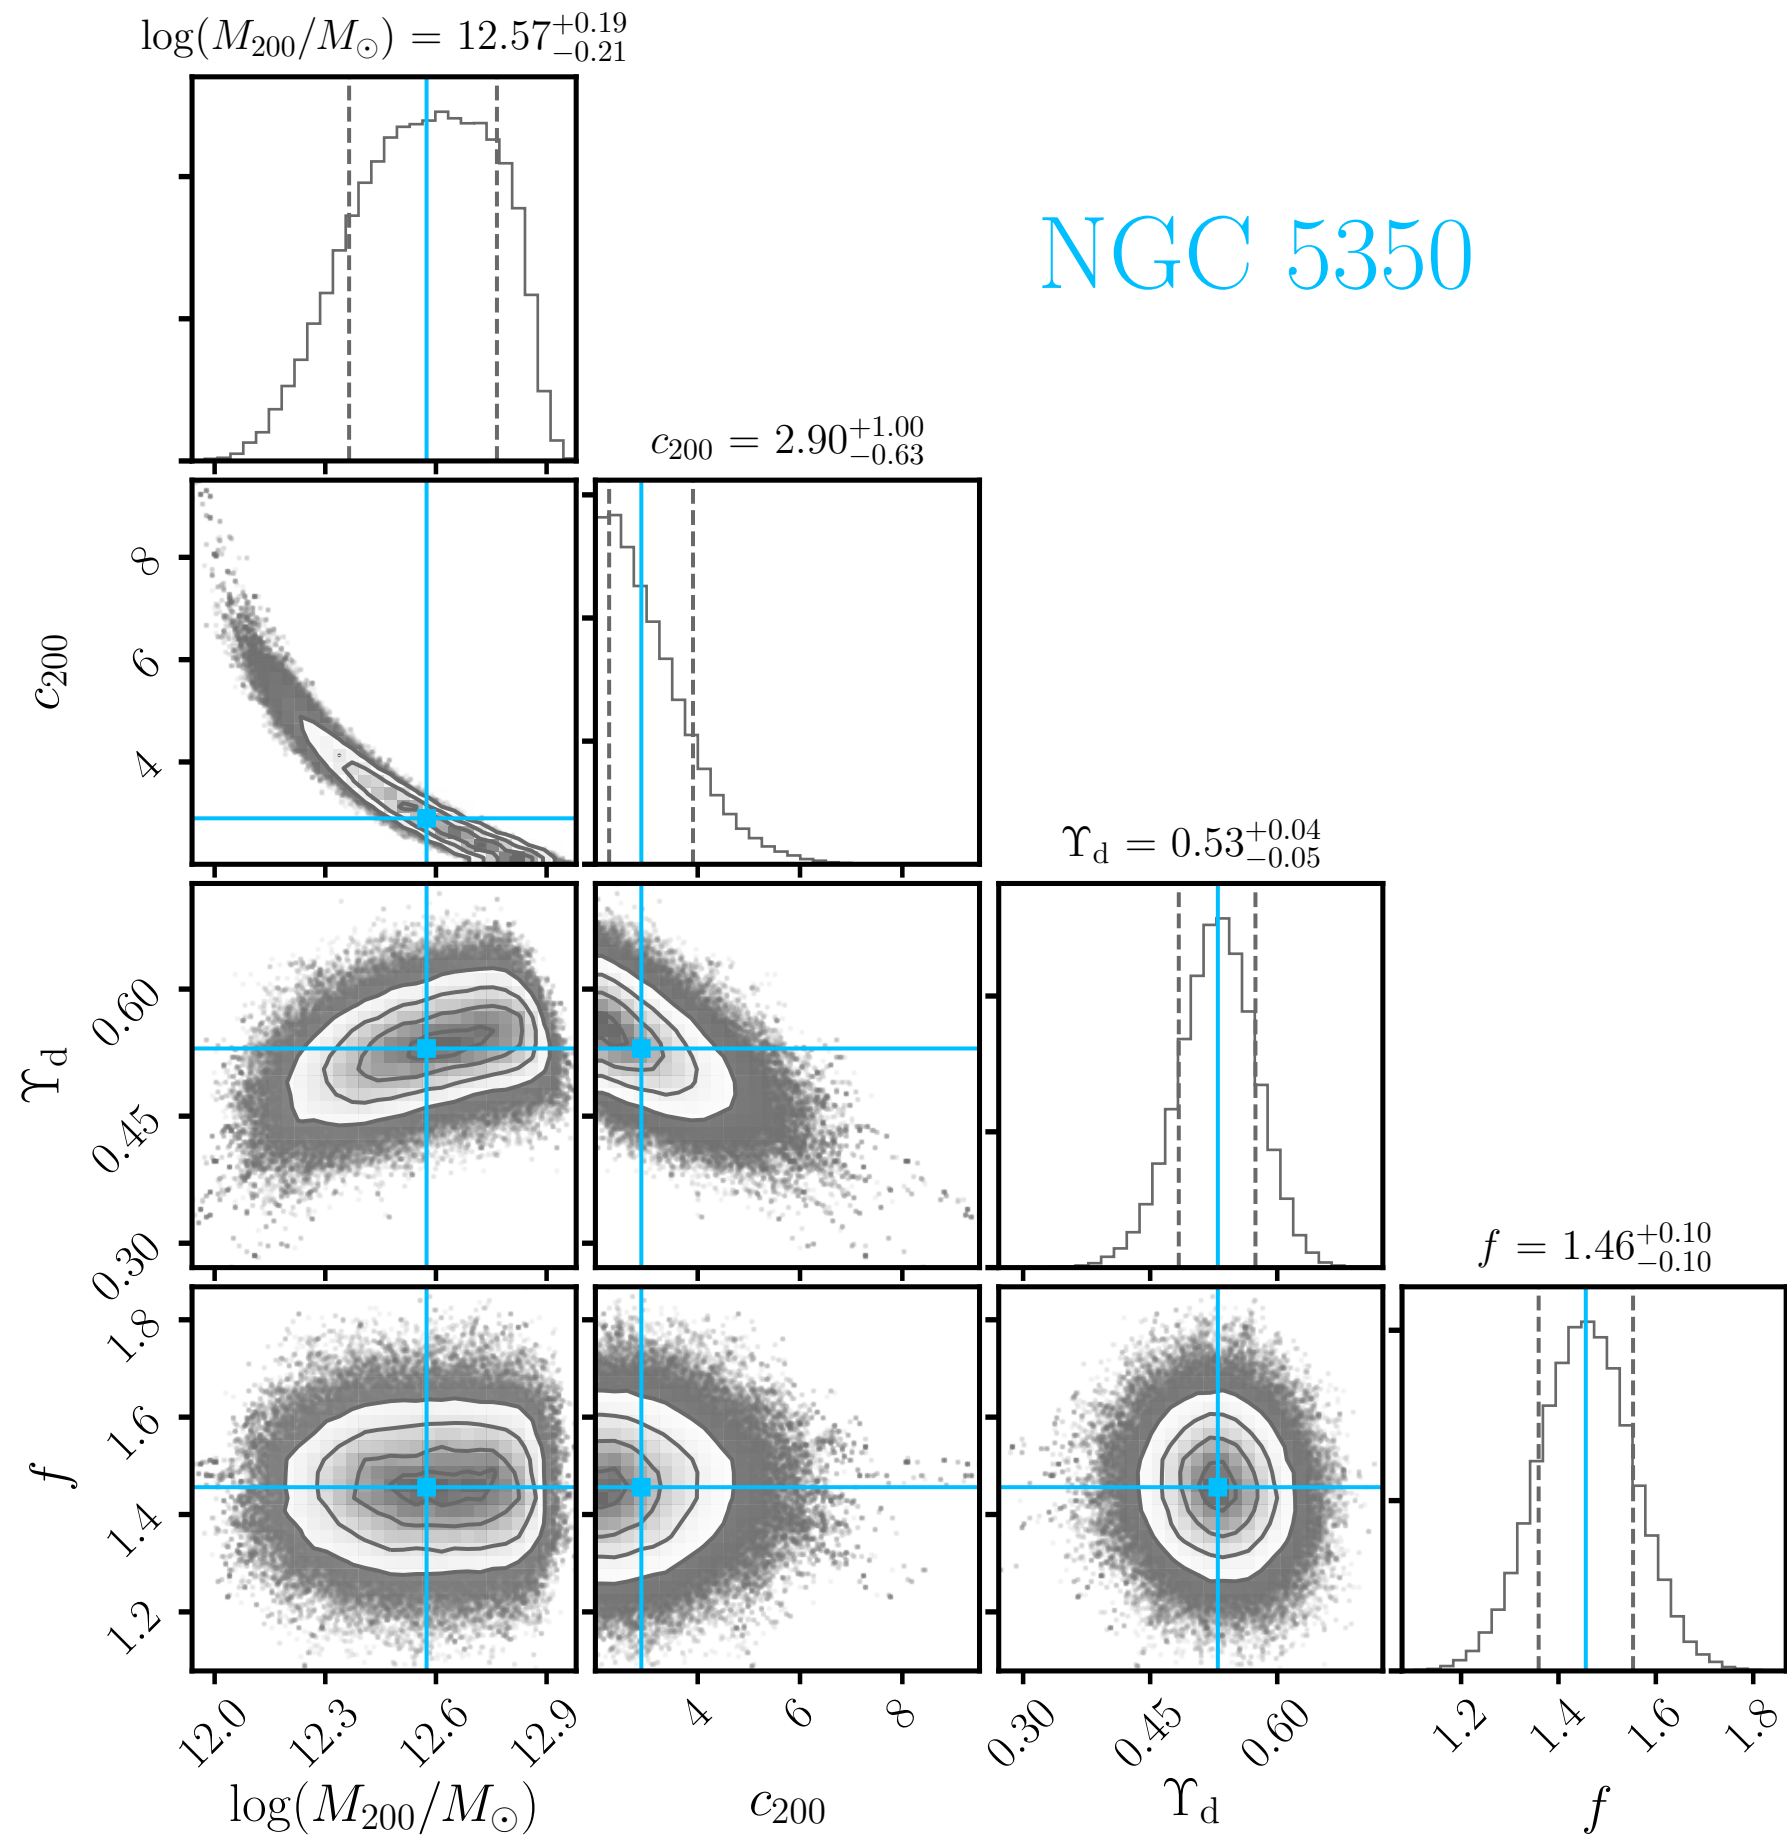 log(M₂₀₀/M⊙) = 12.57 +0.19 −0.21
NGC 5350
c₂₀₀ = 2.90 +1.00 −0.63
8
6
4
c₂₀₀
ϒd = 0.53 +0.04 −0.05
0.60
0.45
0.30
ϒd
f = 1.46 +0.10 −0.10
1.8
1.6
1.4
1.2
f
12.0 12.3 12.6 12.9 4 6 8 0.30 0.45 0.60 1.2 1.4 1.6 1.8
log(M₂₀₀/M⊙) c₂₀₀ ϒd f